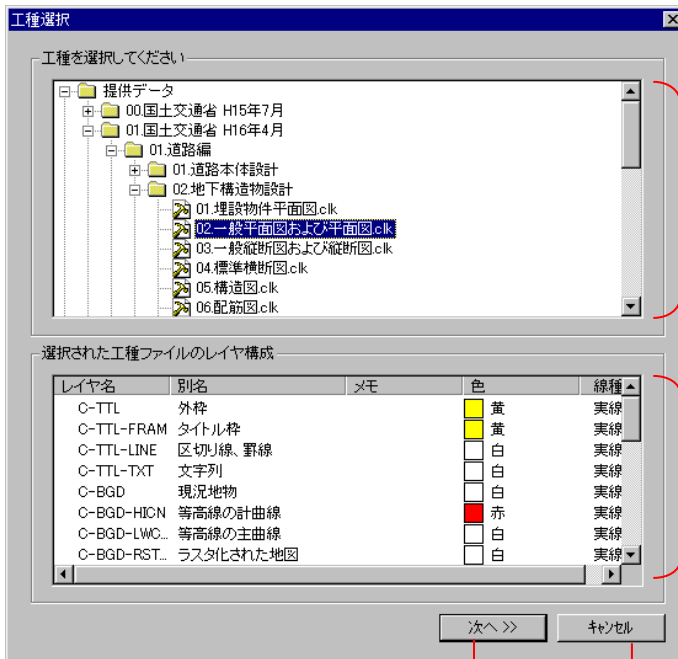 工種選択
工種を選択してください
提供データ
00.国土交通省 H15年7月
01.国土交通省 H16年4月
01.道路編
01.道路本体設計
02.地下構造物設計
01.埋設物件平面図.clk
02.一般平面図および平面図.clk
03.一般縦断図および縦断図.clk
04.標準横断図.clk
05.構造図.clk
06.配筋図.clk
選択された工種ファイルのレイヤ構成
レイヤ名 別名 メモ 色 線種
C-TTL 外枠 黄 実線
C-TTL-FRAM タイトル枠 黄 実線
C-TTL-LINE 区切り線、罫線 白 実線
C-TTL-TXT 文字列 白 実線
C-BGD 現況地物 白 実線
C-BGD-HICN 等高線の計曲線 赤 実線
C-BGD-LWC... 等高線の主曲線 白 実線
C-BGD-RST... ラスタ化された地図 白 実線
次へ >> キャンセル